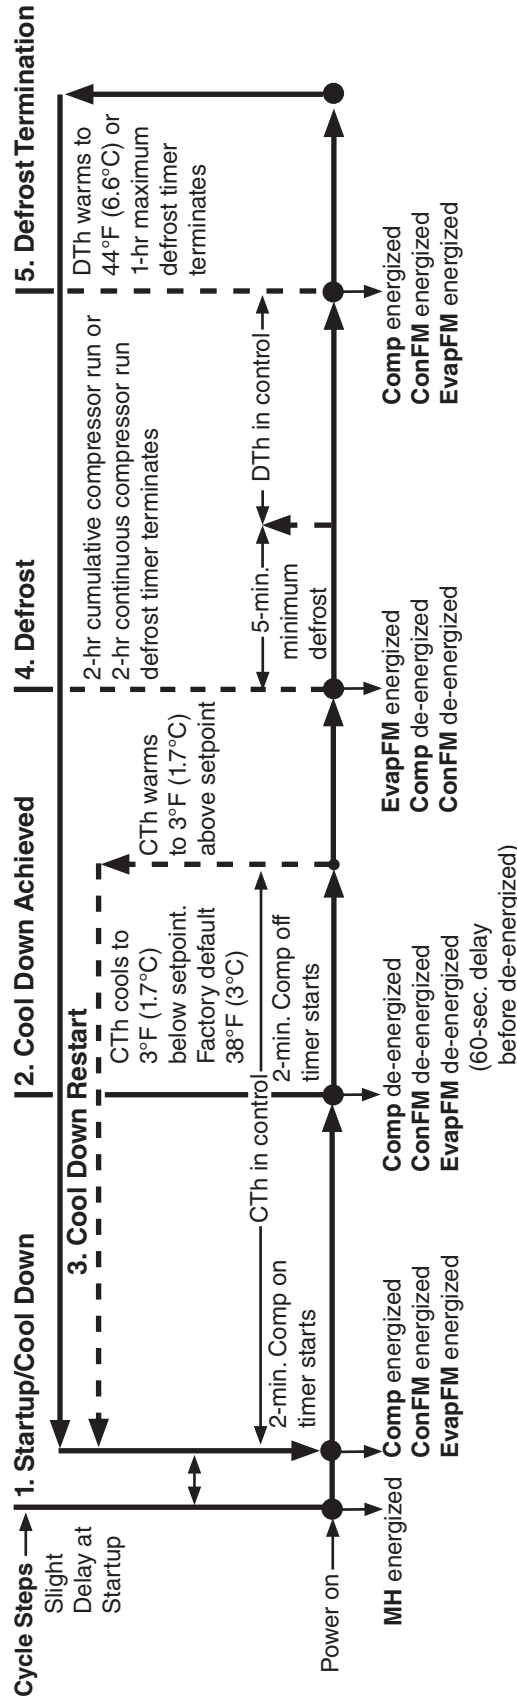 Cycle Steps
1. Startup/Cool Down
2. Cool Down Achieved
4. Defrost
5. Defrost Termination
Slight
Delay at
Startup
3. Cool Down Restart
CTh cools to
3°F (1.7°C)
below setpoint.
Factory default
38°F (3°C)
CTh warms
to 3°F (1.7°C)
above setpoint
2-hr cumulative compressor run or
2-hr continuous compressor run
defrost timer terminates
DTh warms to
44°F (6.6°C) or
1-hr maximum
defrost timer
terminates
CTh in control
2-min. Comp on
timer starts
2-min. Comp off
timer starts
5-min.
minimum
defrost
DTh in control
Power on
MH energized
Comp energized
ConFM energized
EvapFM energized
Comp de-energized
ConFM de-energized
EvapFM de-energized
(60-sec. delay
before de-energized)
EvapFM energized
Comp de-energized
ConFM de-energized
Comp energized
ConFM energized
EvapFM energized